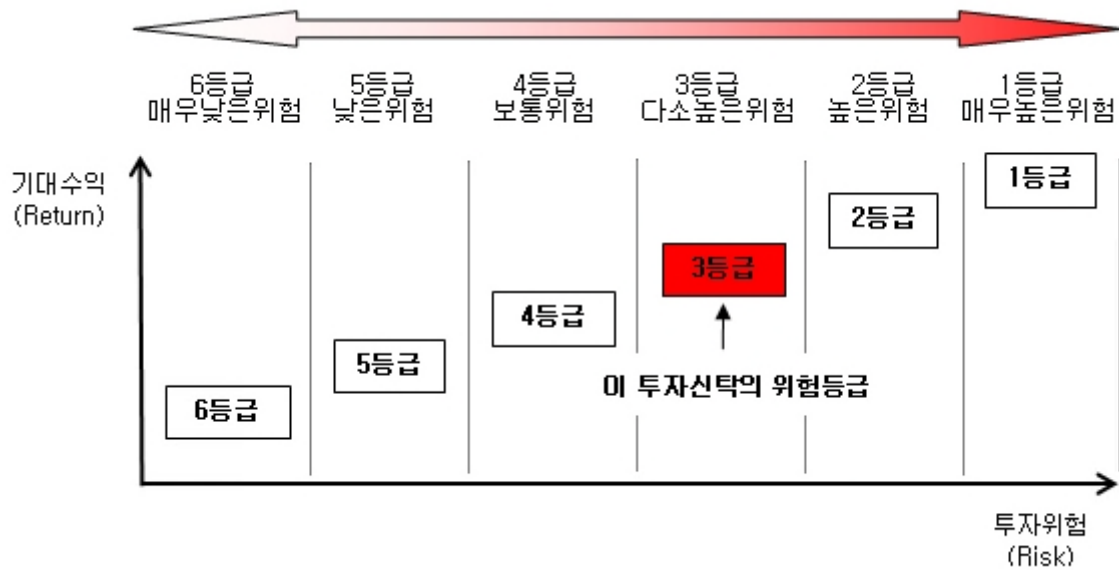 6등급 5등급 4등급 3등급 2등급 1등급
매우낮은위험 낮은위험 보통위험 다소높은위험 높은위험 매우높은위험
기대수익
(Return)
1등급
2등급
3등급
4등급
5등급
이 투자신탁의 위험등급
6등급
투자위험
(Risk)